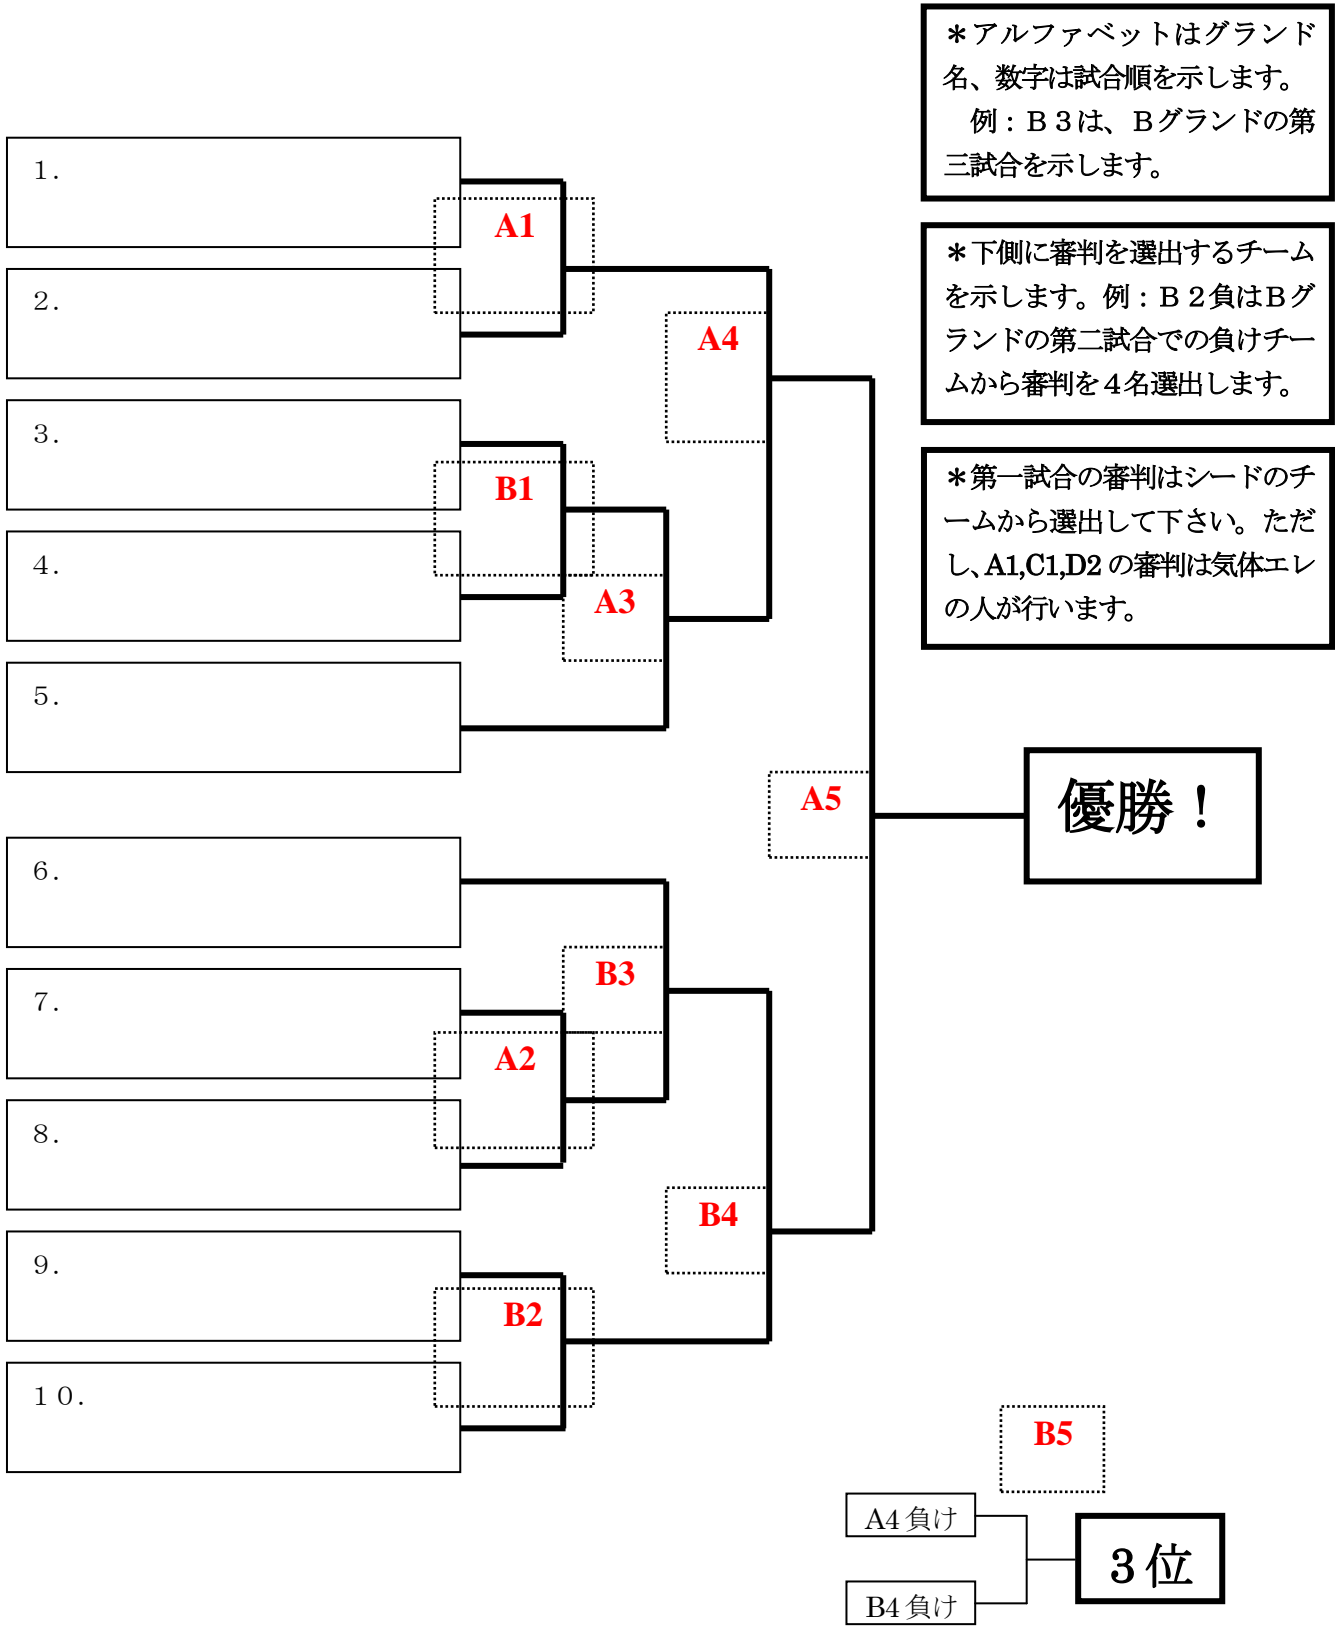 ＊アルファベットはグランド
名、数字は試合順を示します。
例：Ｂ３は、Ｂグランドの第
三試合を示します。
＊下側に審判を選出するチーム
を示します。例：Ｂ２負はＢグ
ランドの第二試合での負けチー
ムから審判を４名選出します。
＊第一試合の審判はシードのチ
ームから選出して下さい。ただ
し、A1,C1,D2 の審判は気体エレ
の人が行います。
１.
A1
２.
A4
３.
B1
４.
A3
５.
A5
優勝！
６.
B3
７.
A2
８.
B4
９.
B2
１０.
B5
A4 負け
３位
B4 負け